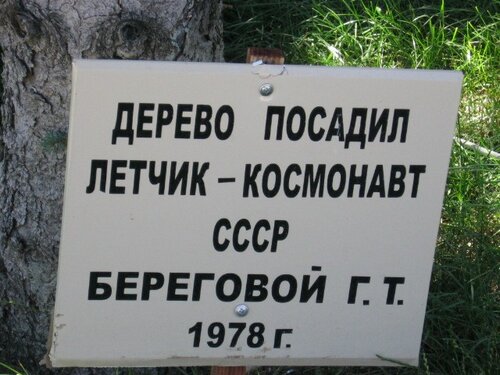 ДЕРЕВО ПОСАДИЛ
ЛЕТЧИК – КОСМОНАВТ
СССР
БЕРЕГОВОЙ Г. Т.
1978 г.